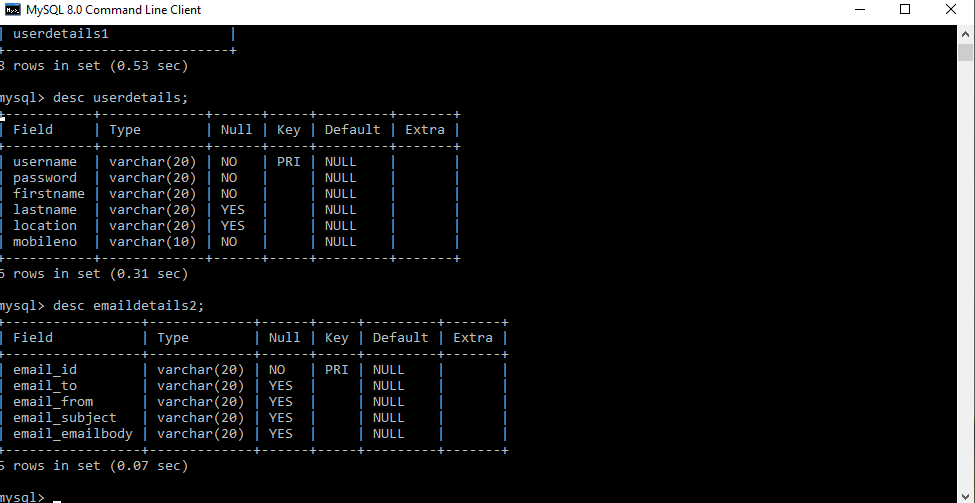 MySQL 8.0 Command Line Client
| userdetails1               |
+----------------------------+
8 rows in set (0.53 sec)
mysql> desc userdetails;
+-----------+-------------+------+-----+---------+-------+
| Field     | Type        | Null | Key | Default | Extra |
+-----------+-------------+------+-----+---------+-------+
| username  | varchar(20) | NO   | PRI | NULL    |       |
| password  | varchar(20) | NO   |     | NULL    |       |
| firstname | varchar(20) | NO   |     | NULL    |       |
| lastname  | varchar(20) | YES  |     | NULL    |       |
| location  | varchar(20) | YES  |     | NULL    |       |
| mobileno  | varchar(10) | NO   |     | NULL    |       |
+-----------+-------------+------+-----+---------+-------+
6 rows in set (0.31 sec)
mysql> desc emaildetails2;
+-----------------+-------------+------+-----+---------+-------+
| Field           | Type        | Null | Key | Default | Extra |
+-----------------+-------------+------+-----+---------+-------+
| email_id        | varchar(20) | NO   | PRI | NULL    |       |
| email_to        | varchar(20) | YES  |     | NULL    |       |
| email_from      | varchar(20) | YES  |     | NULL    |       |
| email_subject   | varchar(20) | YES  |     | NULL    |       |
| email_emailbody | varchar(20) | YES  |     | NULL    |       |
+-----------------+-------------+------+-----+---------+-------+
5 rows in set (0.07 sec)
mysql> _